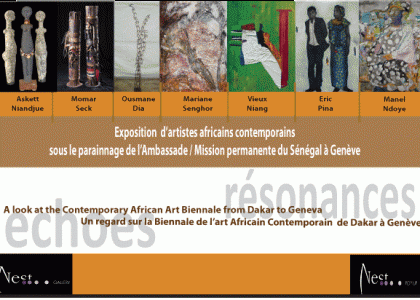 Askett Niandjue
Momar Seck
Ousmane Dia
Mariane Senghor
Vieux Niang
Eric Pina
Manel Ndoye
Exposition d'artistes africains contemporains
sous le parainnage de l'Ambassade / Mission permanente du Sénégal à Genève
résonances
A look at the Contemporary African Art Biennale from Dakar to Geneva
Un regard sur la Biennale de l'art Africain Contemporain de Dakar à Genève
echoes
Nest
Nest